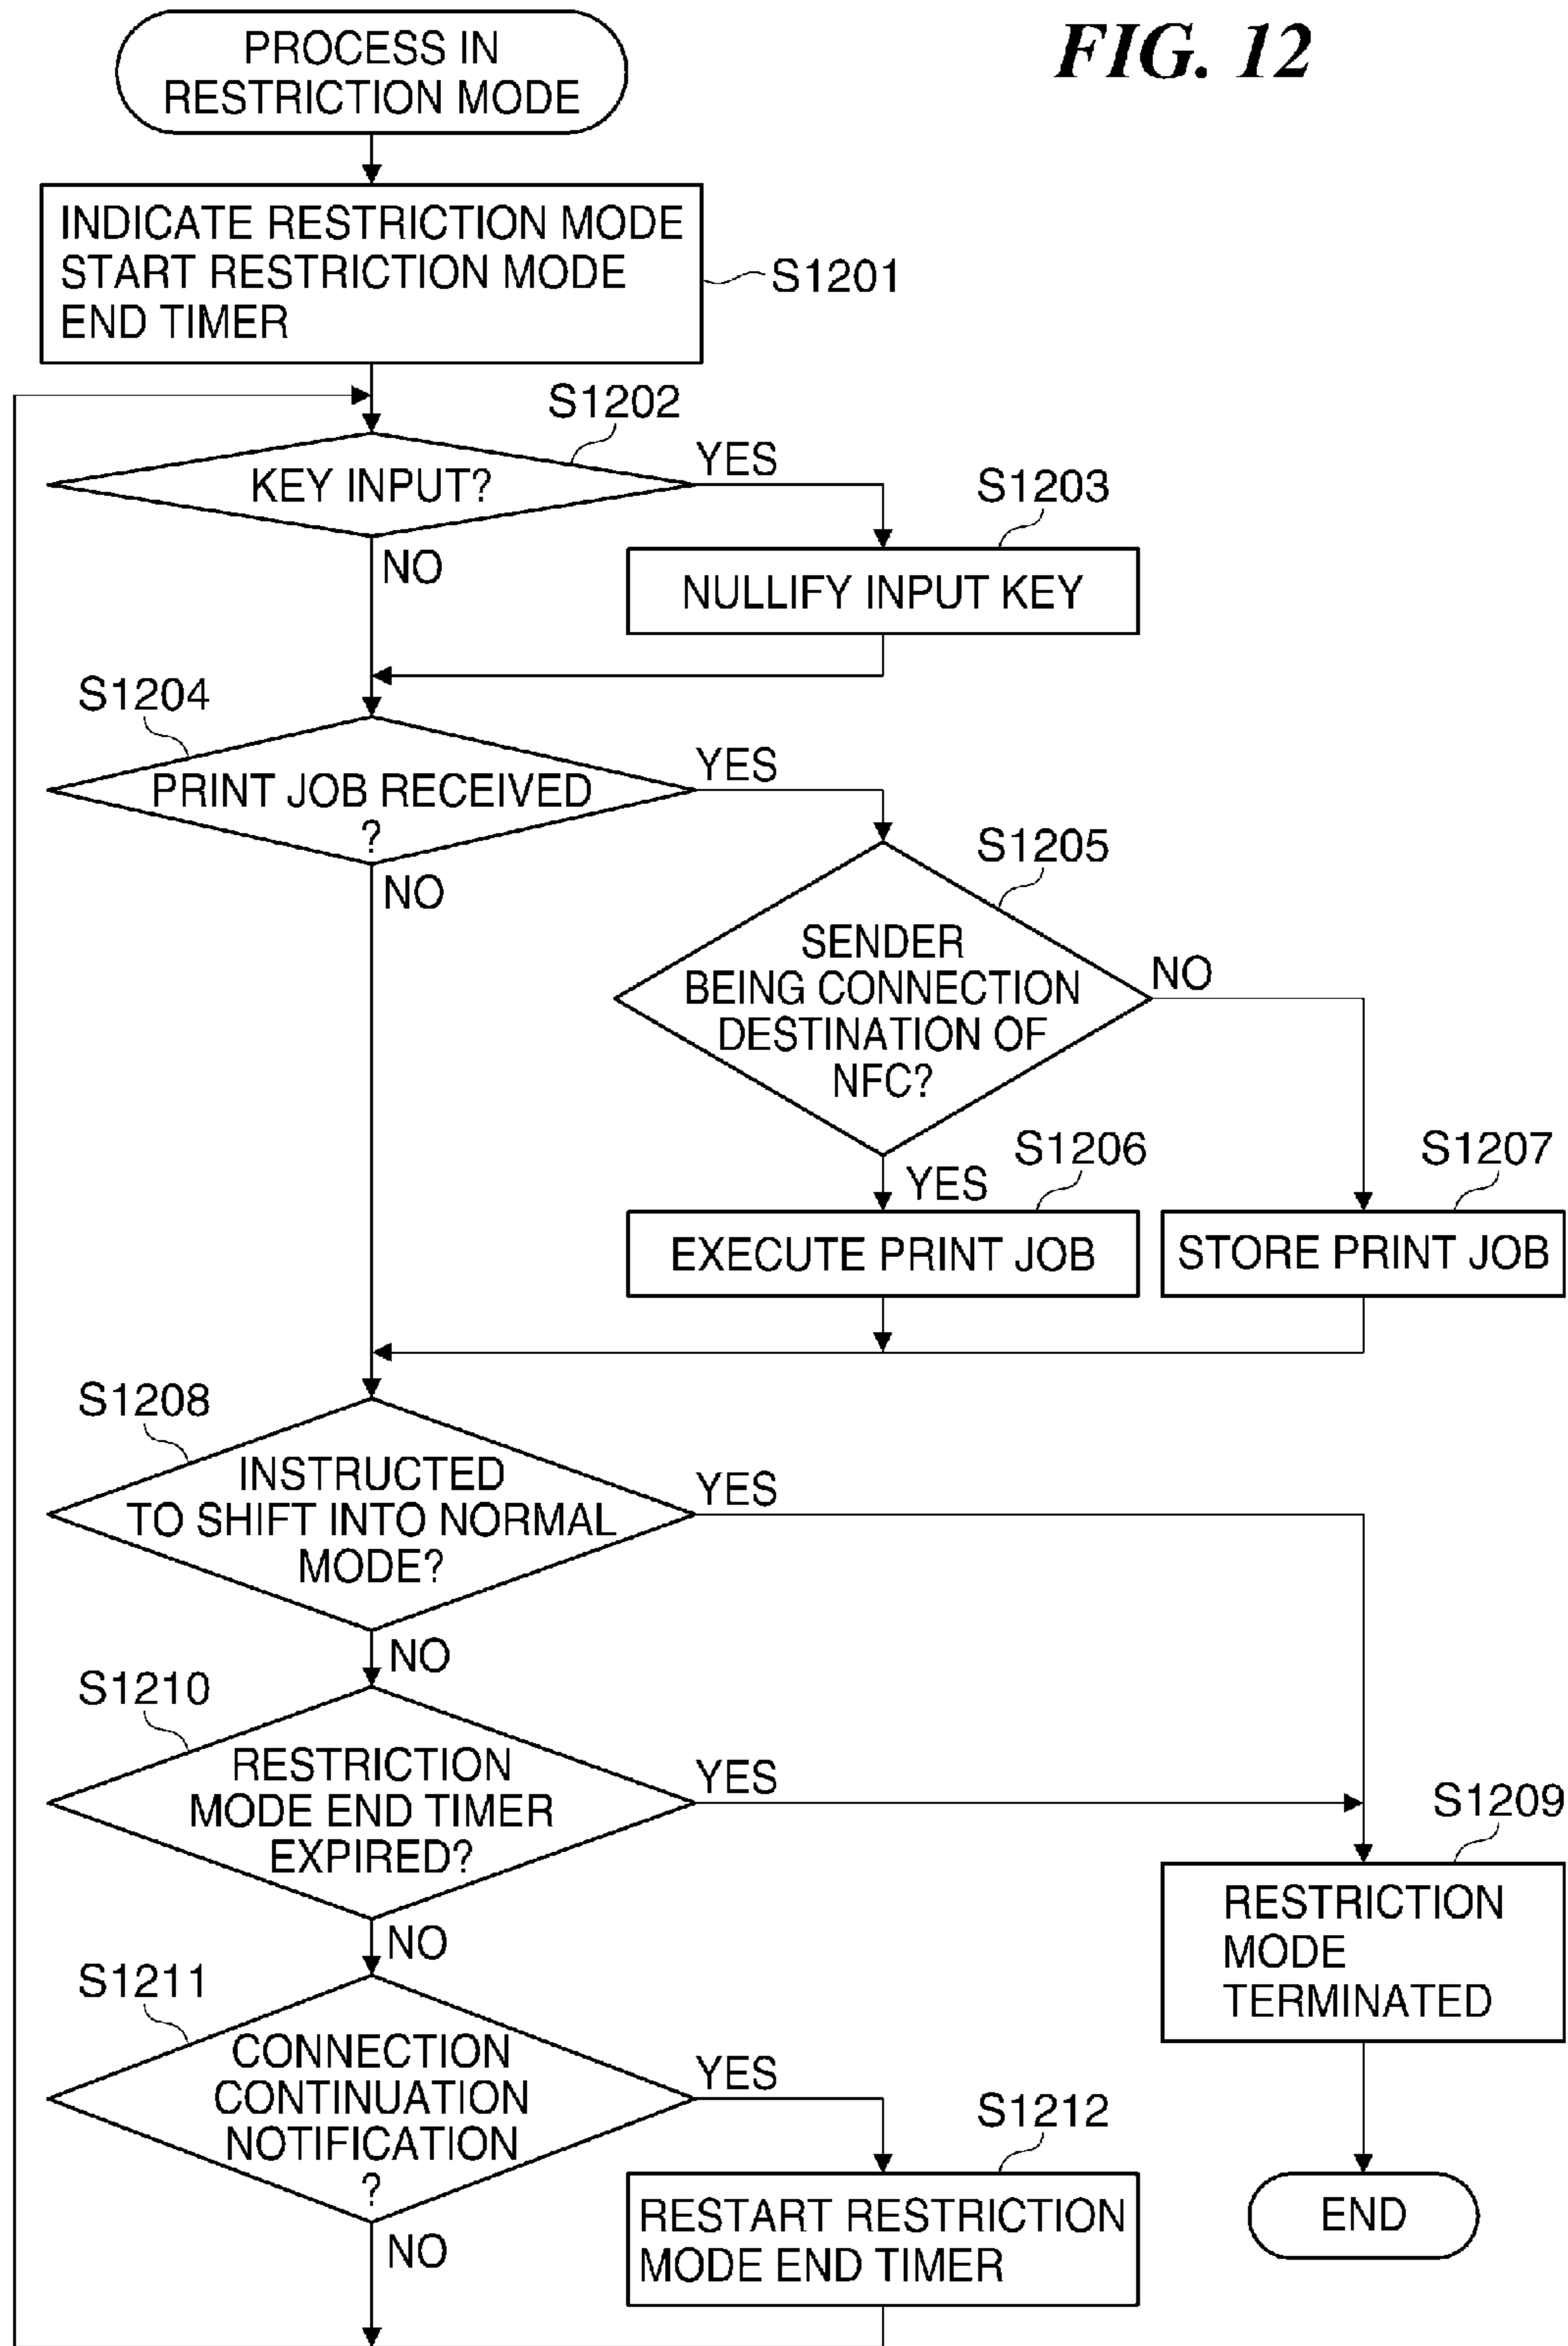 FIG. 12
PROCESS IN
RESTRICTION MODE
INDICATE RESTRICTION MODE
START RESTRICTION MODE
END TIMER
S1201
S1202
KEY INPUT?
YES
NO
S1203
NULLIFY INPUT KEY
S1204
PRINT JOB RECEIVED
?
YES
NO
S1205
SENDER
BEING CONNECTION
DESTINATION OF
NFC?
NO
YES
S1206
EXECUTE PRINT JOB
S1207
STORE PRINT JOB
S1208
INSTRUCTED
TO SHIFT INTO NORMAL
MODE?
YES
NO
S1210
RESTRICTION
MODE END TIMER
EXPIRED?
YES
NO
S1209
RESTRICTION
MODE
TERMINATED
S1211
CONNECTION
CONTINUATION
NOTIFICATION
?
YES
NO
S1212
RESTART RESTRICTION
MODE END TIMER
END